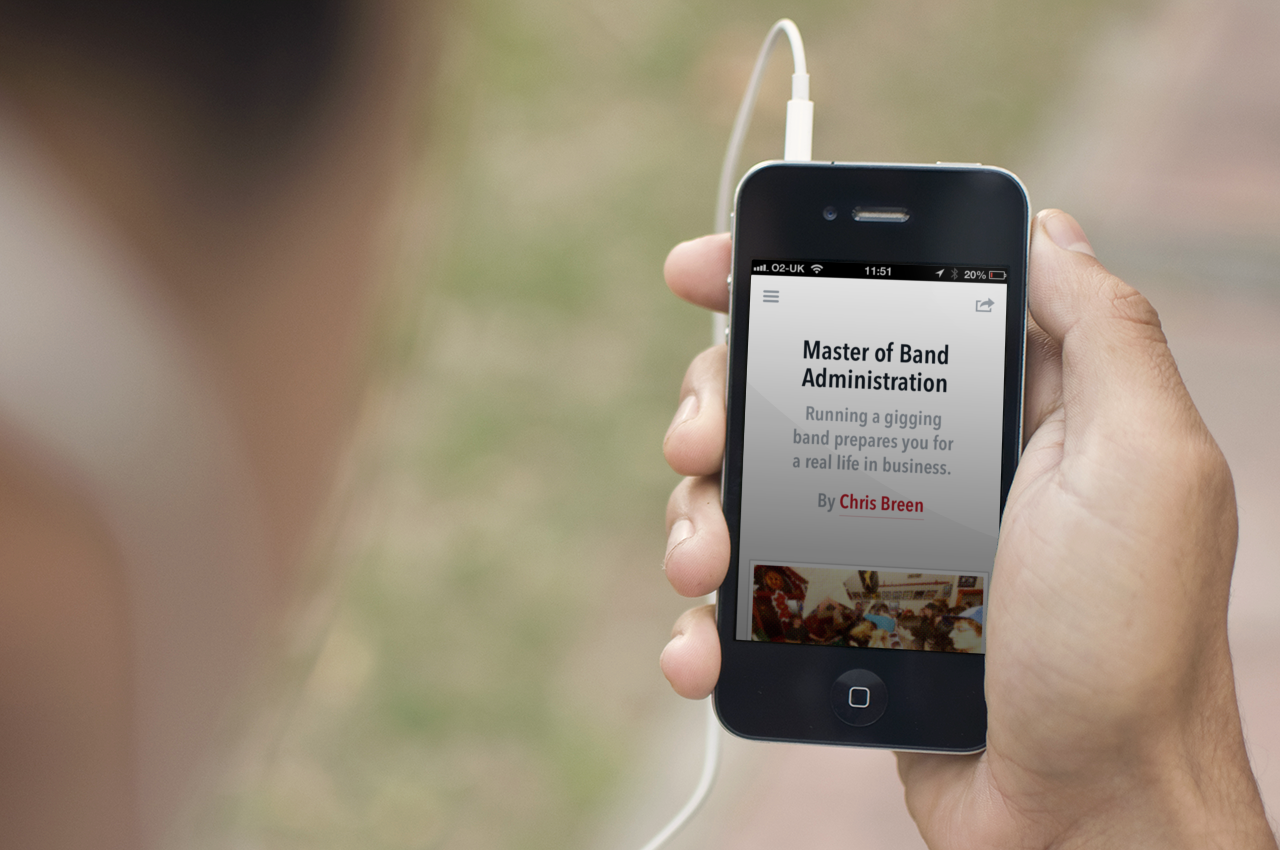 O2-UK 11:51 20%
Master of Band
Administration
Running a gigging
band prepares you for
a real life in business.
By Chris Breen